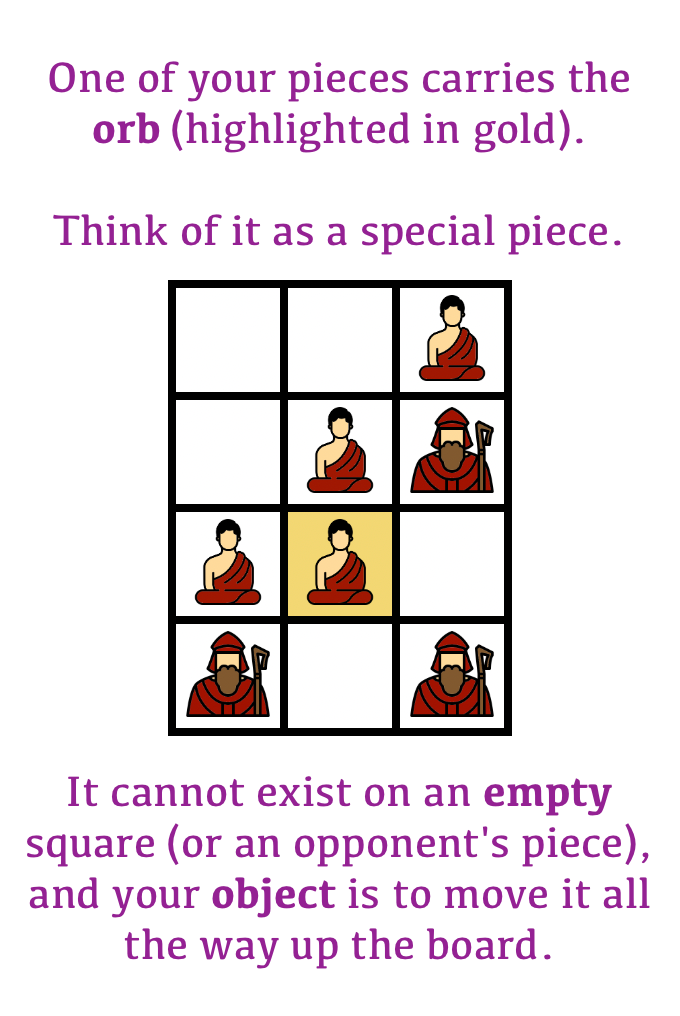 One of your pieces carries the
orb (highlighted in gold).
Think of it as a special piece.
It cannot exist on an empty
square (or an opponent's piece),
and your object is to move it all
the way up the board.